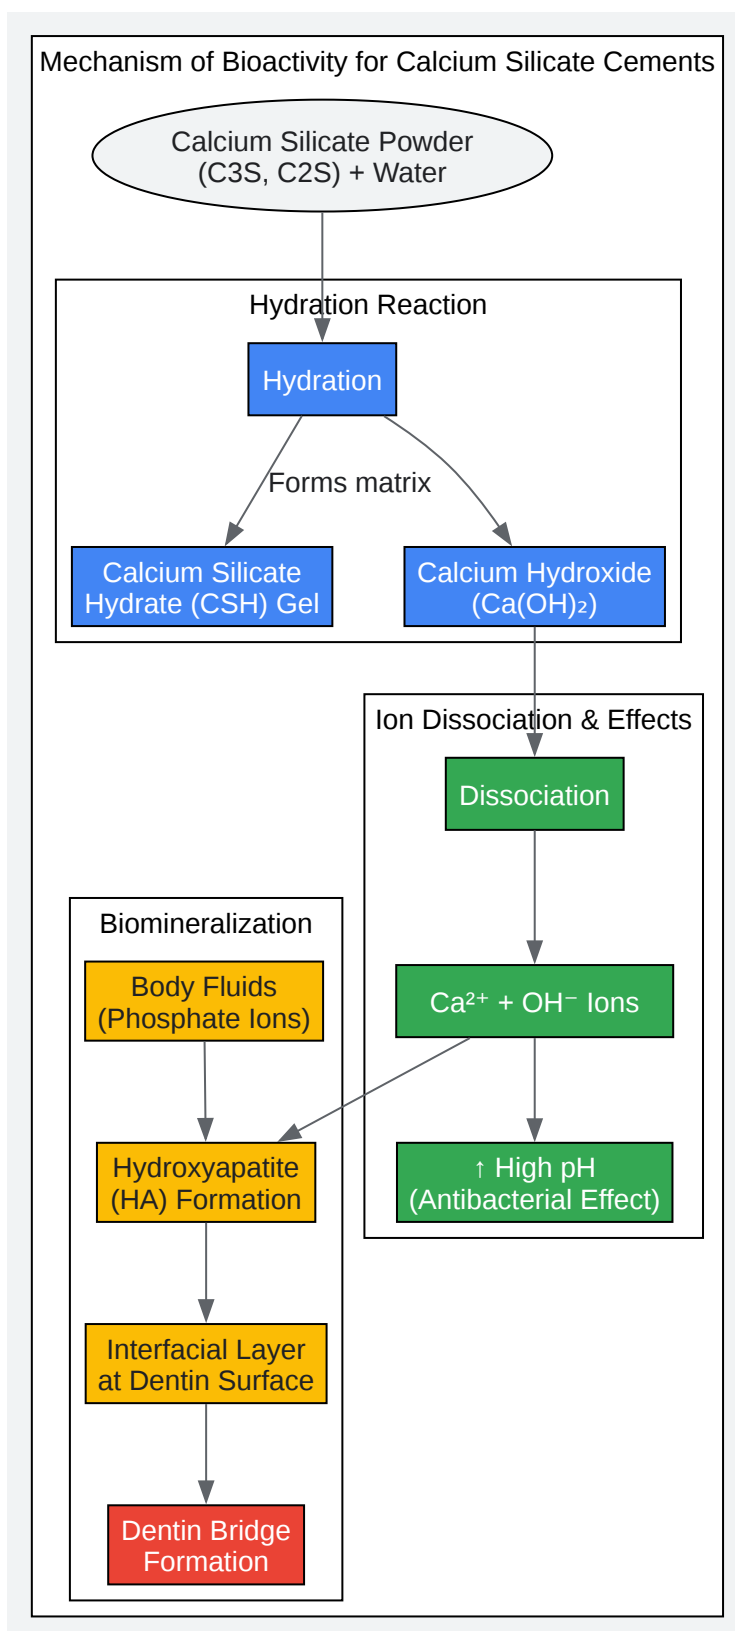 Mechanism of Bioactivity for Calcium Silicate Cements
Calcium Silicate Powder
(C3S, C2S) + Water
Hydration Reaction
Hydration
Forms matrix
Calcium Silicate
Hydrate (CSH) Gel
Calcium Hydroxide
(Ca(OH)₂)
Ion Dissociation & Effects
Dissociation
Biomineralization
Body Fluids
(Phosphate Ions)
Ca²⁺ + OH⁻ Ions
Hydroxyapatite
(HA) Formation
↑ High pH
(Antibacterial Effect)
Interfacial Layer
at Dentin Surface
Dentin Bridge
Formation